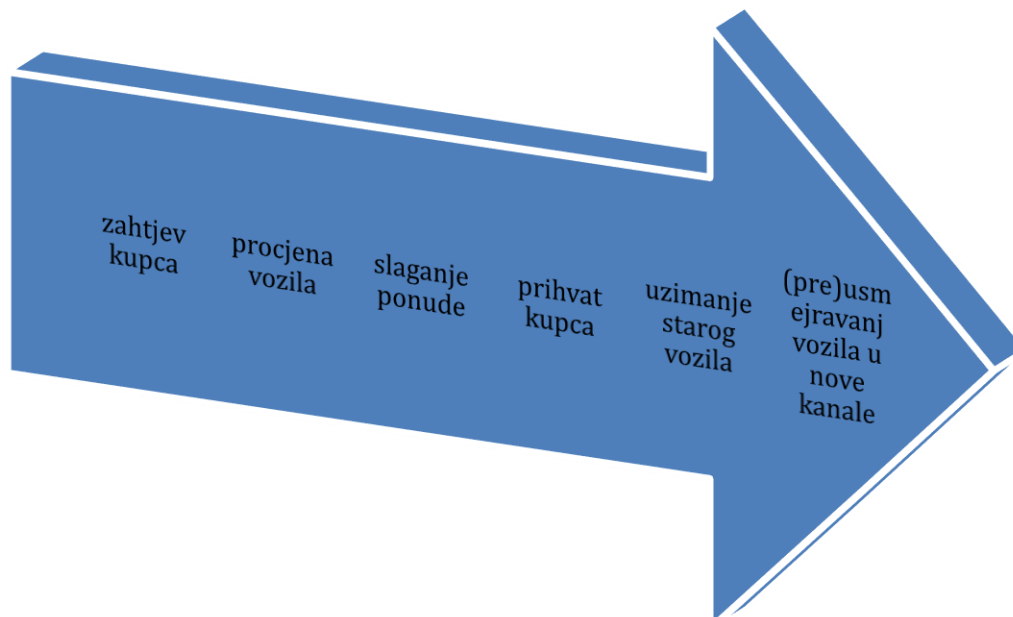 zahtjev
kupca
procjena
vozila
slaganje
ponude
prihvat
kupca
uzimanje
starog
vozila
(pre)usm
ejravanj
vozila u
nove
kanale